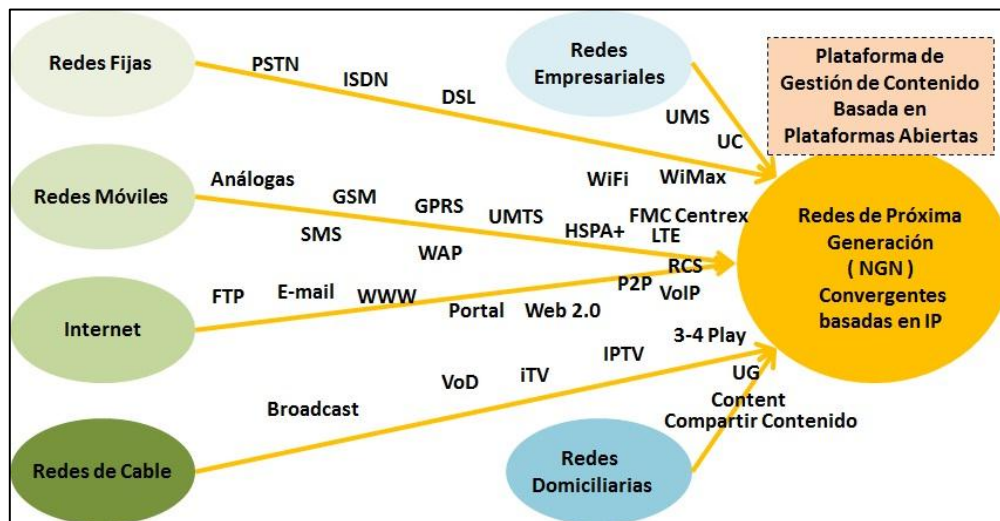 Redes Fijas
PSTN
ISDN
DSL
Redes
Empresariales
UMS
UC
Plataforma de
Gestión de Contenido
Basada en
Plataformas Abiertas
Redes Móviles
Análogas
GSM
GPRS
UMTS
HSPA+
WiFi
WiMax
FMC Centrex
LTE
SMS
WAP
Redes de Próxima
Generación
( NGN )
Convergentes
basadas en IP
Internet
FTP
E-mail
WWW
Portal
Web 2.0
P2P
RCS
VoIP
Redes de Cable
Broadcast
VoD
iTV
IPTV
3-4 Play
Redes
Domiciliarias
UG
Content
Compartir Contenido